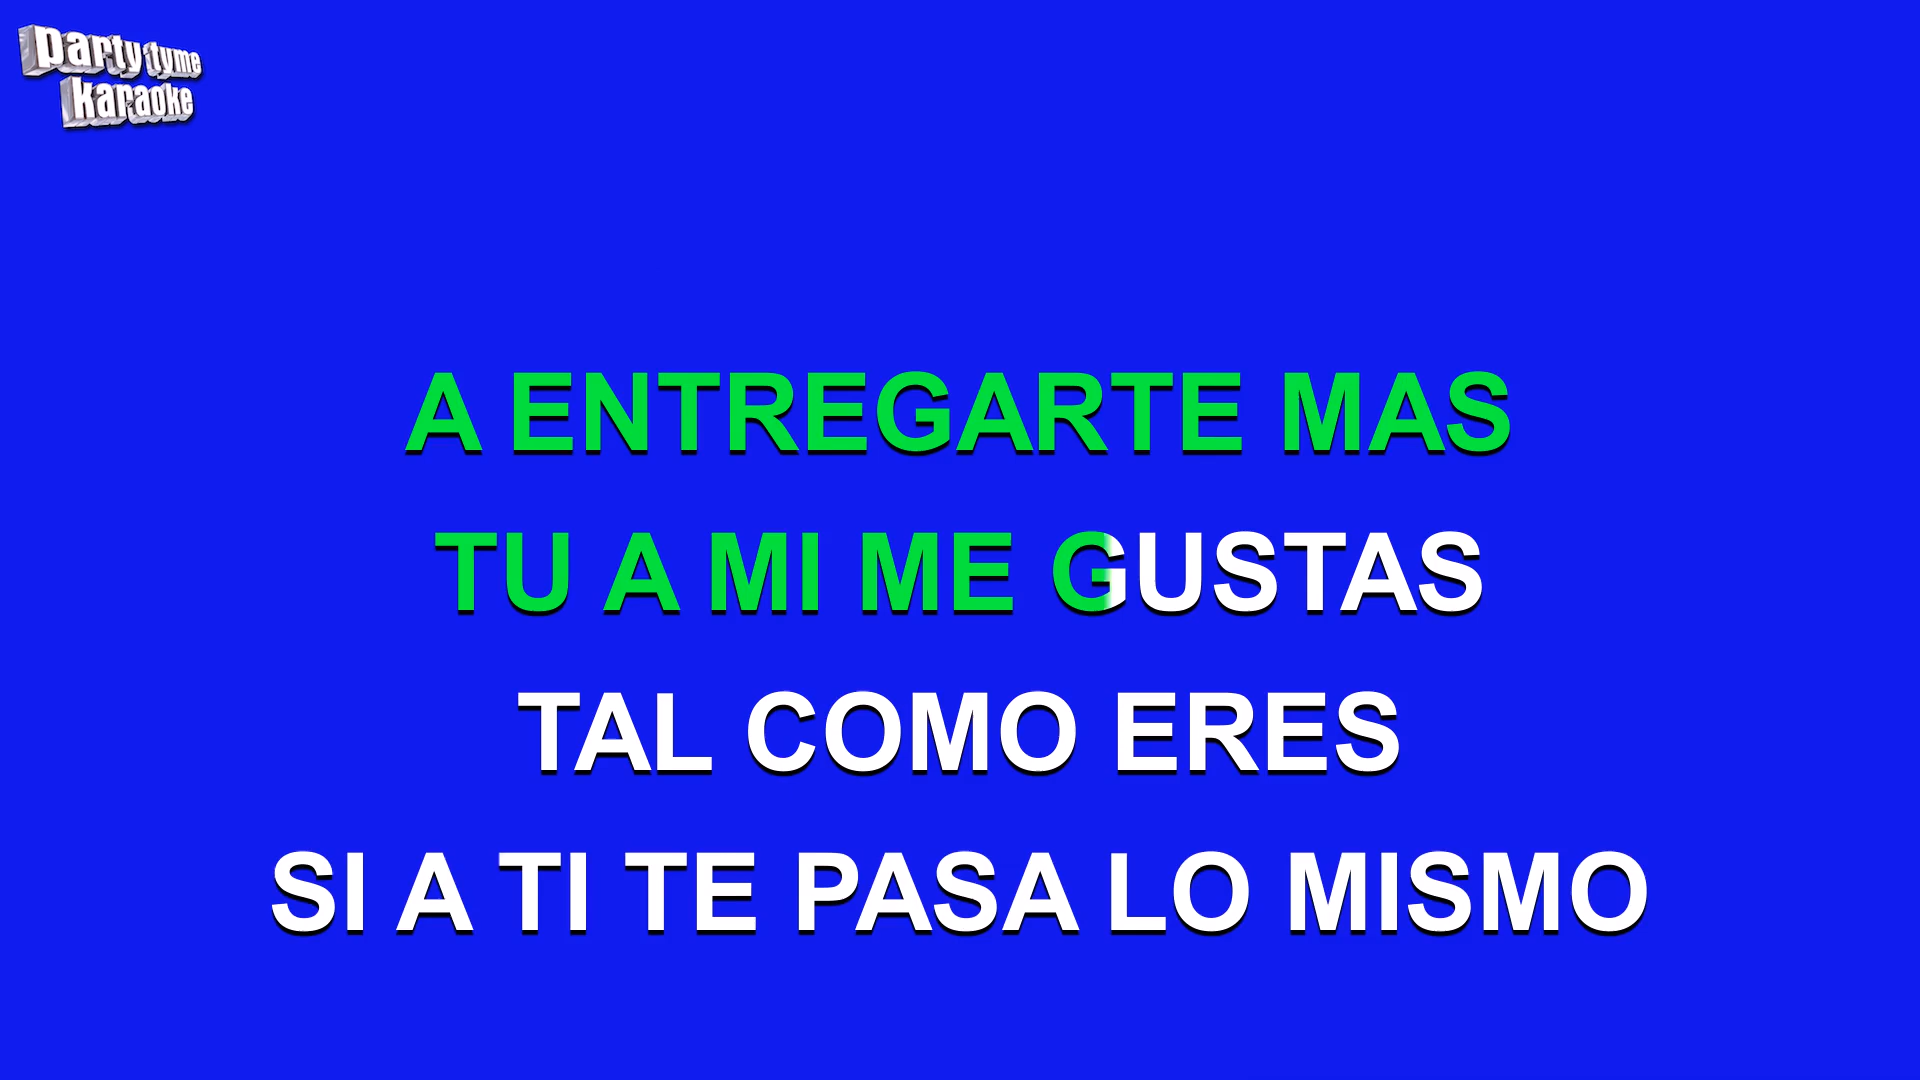 party tyme
karaoke
A ENTREGARTE MAS
TU A MI ME GUSTAS
TAL COMO ERES
SI A TI TE PASA LO MISMO